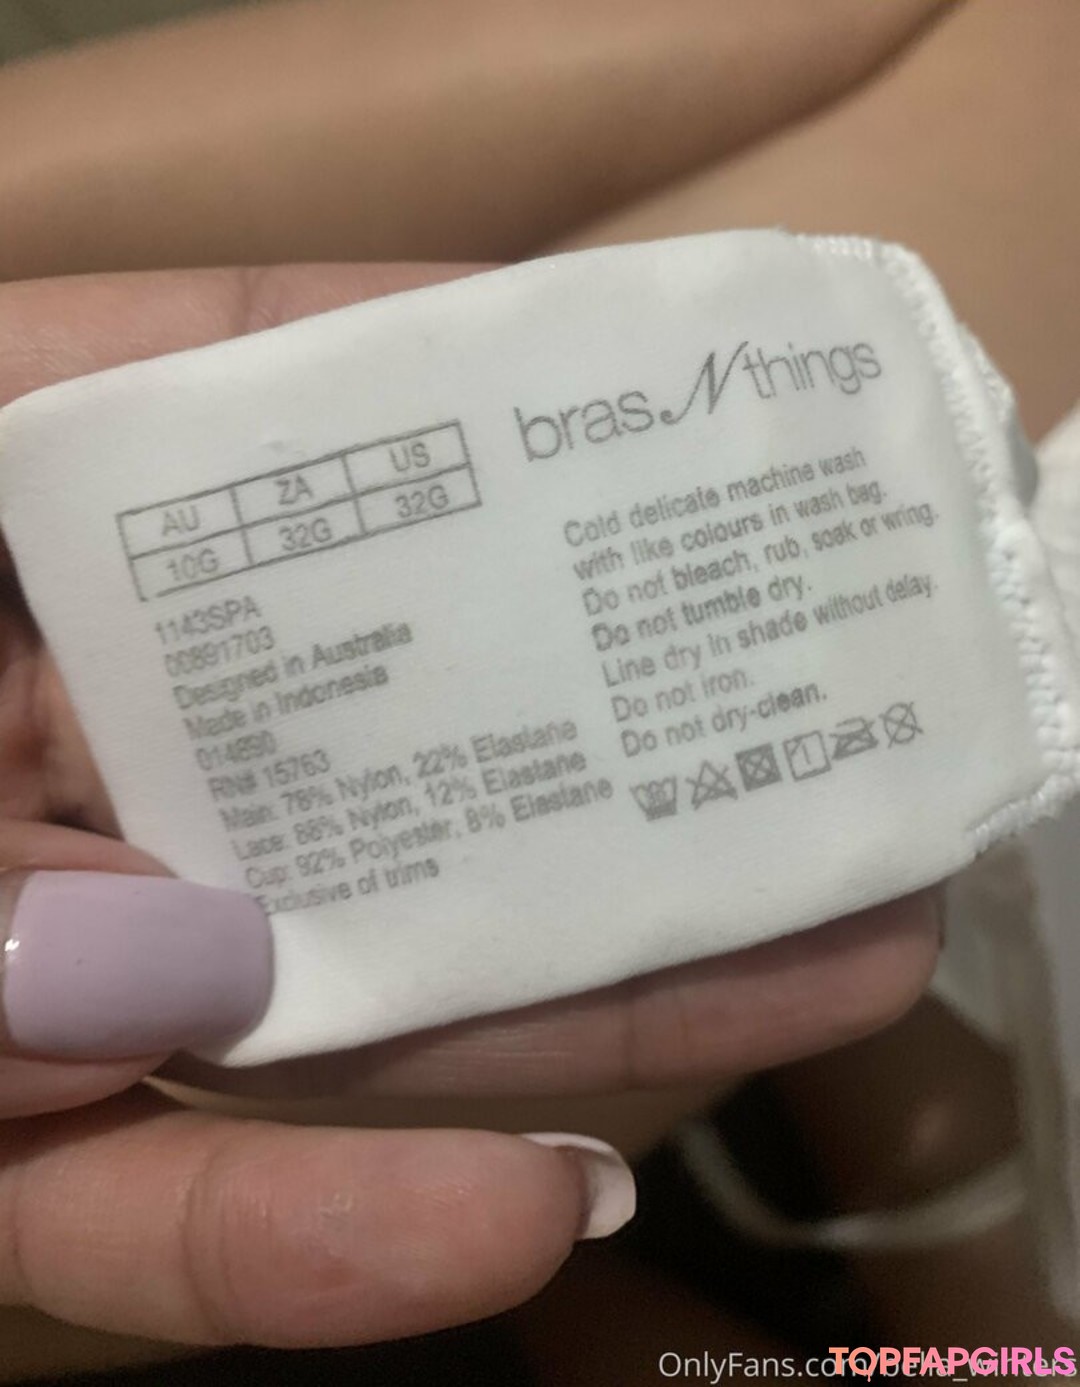 bras N things
AU ZA US
10G 32G 32G
1143SPA
00891703
Designed in Australia
Made in Indonesia
014890
RN# 15763
Main: 78% Nylon, 22% Elastane
Lace: 88% Nylon, 12% Elastane
Cup: 92% Polyester, 8% Elastane
Exclusive of trims
Cold delicate machine wash
with like colours in wash bag.
Do not bleach, rub, soak or wring.
Do not tumble dry.
Line dry in shade without delay.
Do not iron.
Do not dry-clean.
OnlyFans.com/bella_winters
TOPFAPGIRLS